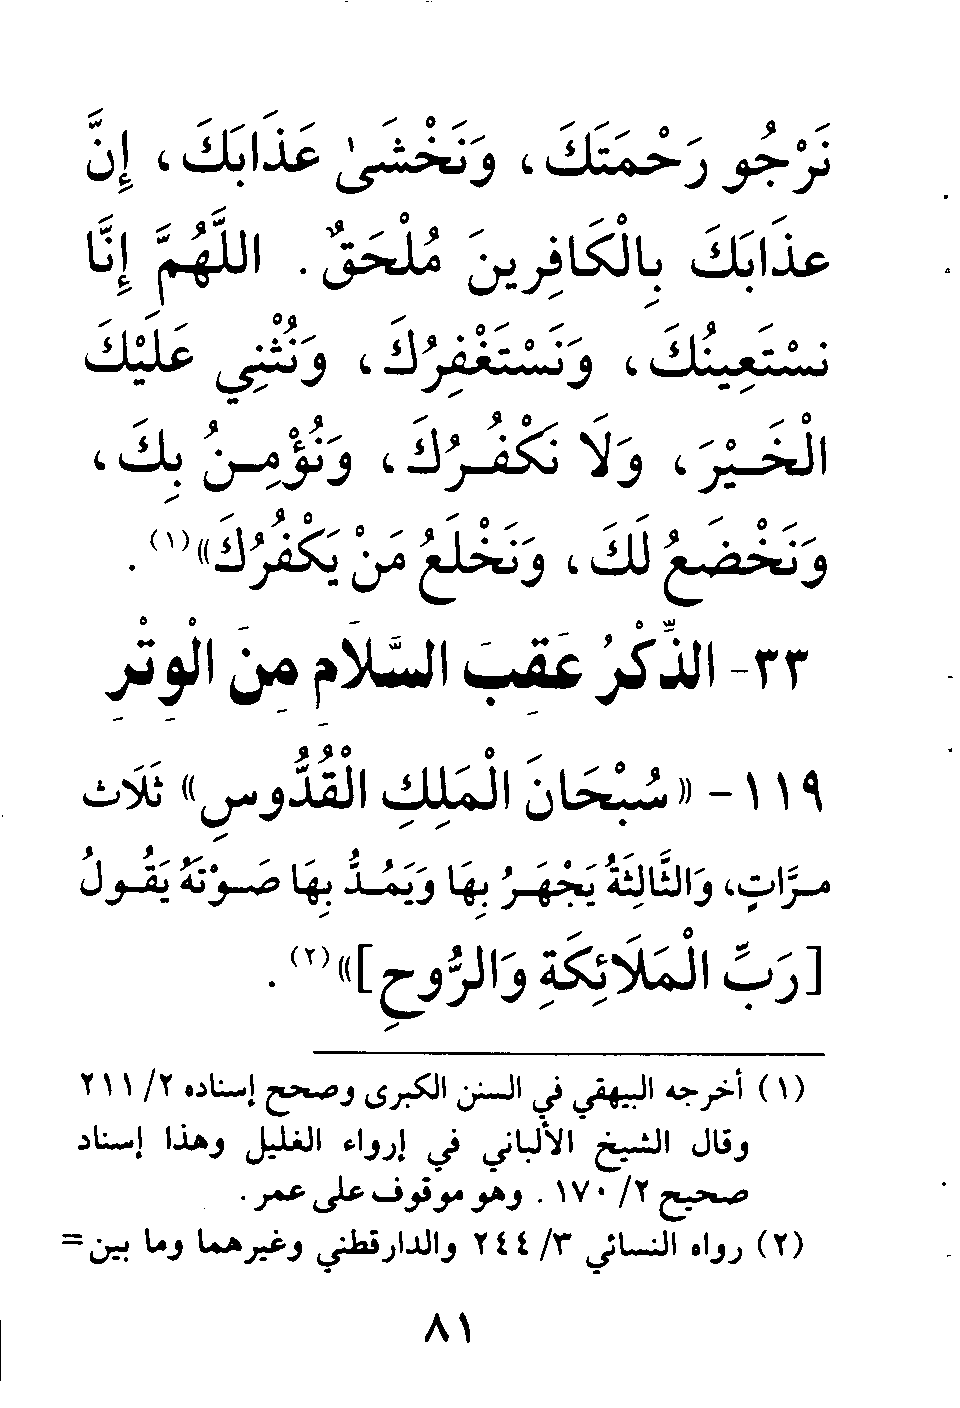 نَرْجُو رَحْمَتَكَ، وَنَخْشَىٰ عَذَابَكَ، إِنَّ
عَذَابَكَ بِالْكَافِرِينَ مُلْحَقٌ. اللَّهُمَّ إِنَّا
نَسْتَعِينُكَ، وَنَسْتَغْفِرُكَ، وَنُثْنِي عَلَيْكَ
الْخَيْرَ، وَلَا نَكْفُرُكَ، وَنُؤْمِنُ بِكَ،
وَنَخْضَعُ لَكَ، وَنَخْلَعُ مَنْ يَكْفُرُكَ»(١).
٣٣- الذِّكْرُ عَقِبَ السَّلَامِ مِنَ الْوِتْرِ
١١٩- «سُبْحَانَ الْمَلِكِ الْقُدُّوسِ» ثَلَاثَ
مَرَّاتٍ، وَالثَّالِثَةُ يَجْهَرُ بِهَا وَيَمُدُّ بِهَا صَوْتَهُ يَقُولُ
[رَبِّ الْمَلَائِكَةِ وَالرُّوحِ]»(٢).
(١) أخرجه البيهقي في السنن الكبرى وصحح إسناده ٢/ ٢١١
وقال الشيخ الألباني في إرواء الغليل وهذا إسناد
صحيح ٢/ ١٧٠. وهو موقوف على عمر.
(٢) رواه النسائي ٣/ ٢٤٤ والدارقطني وغيرهما وما بين=
٨١